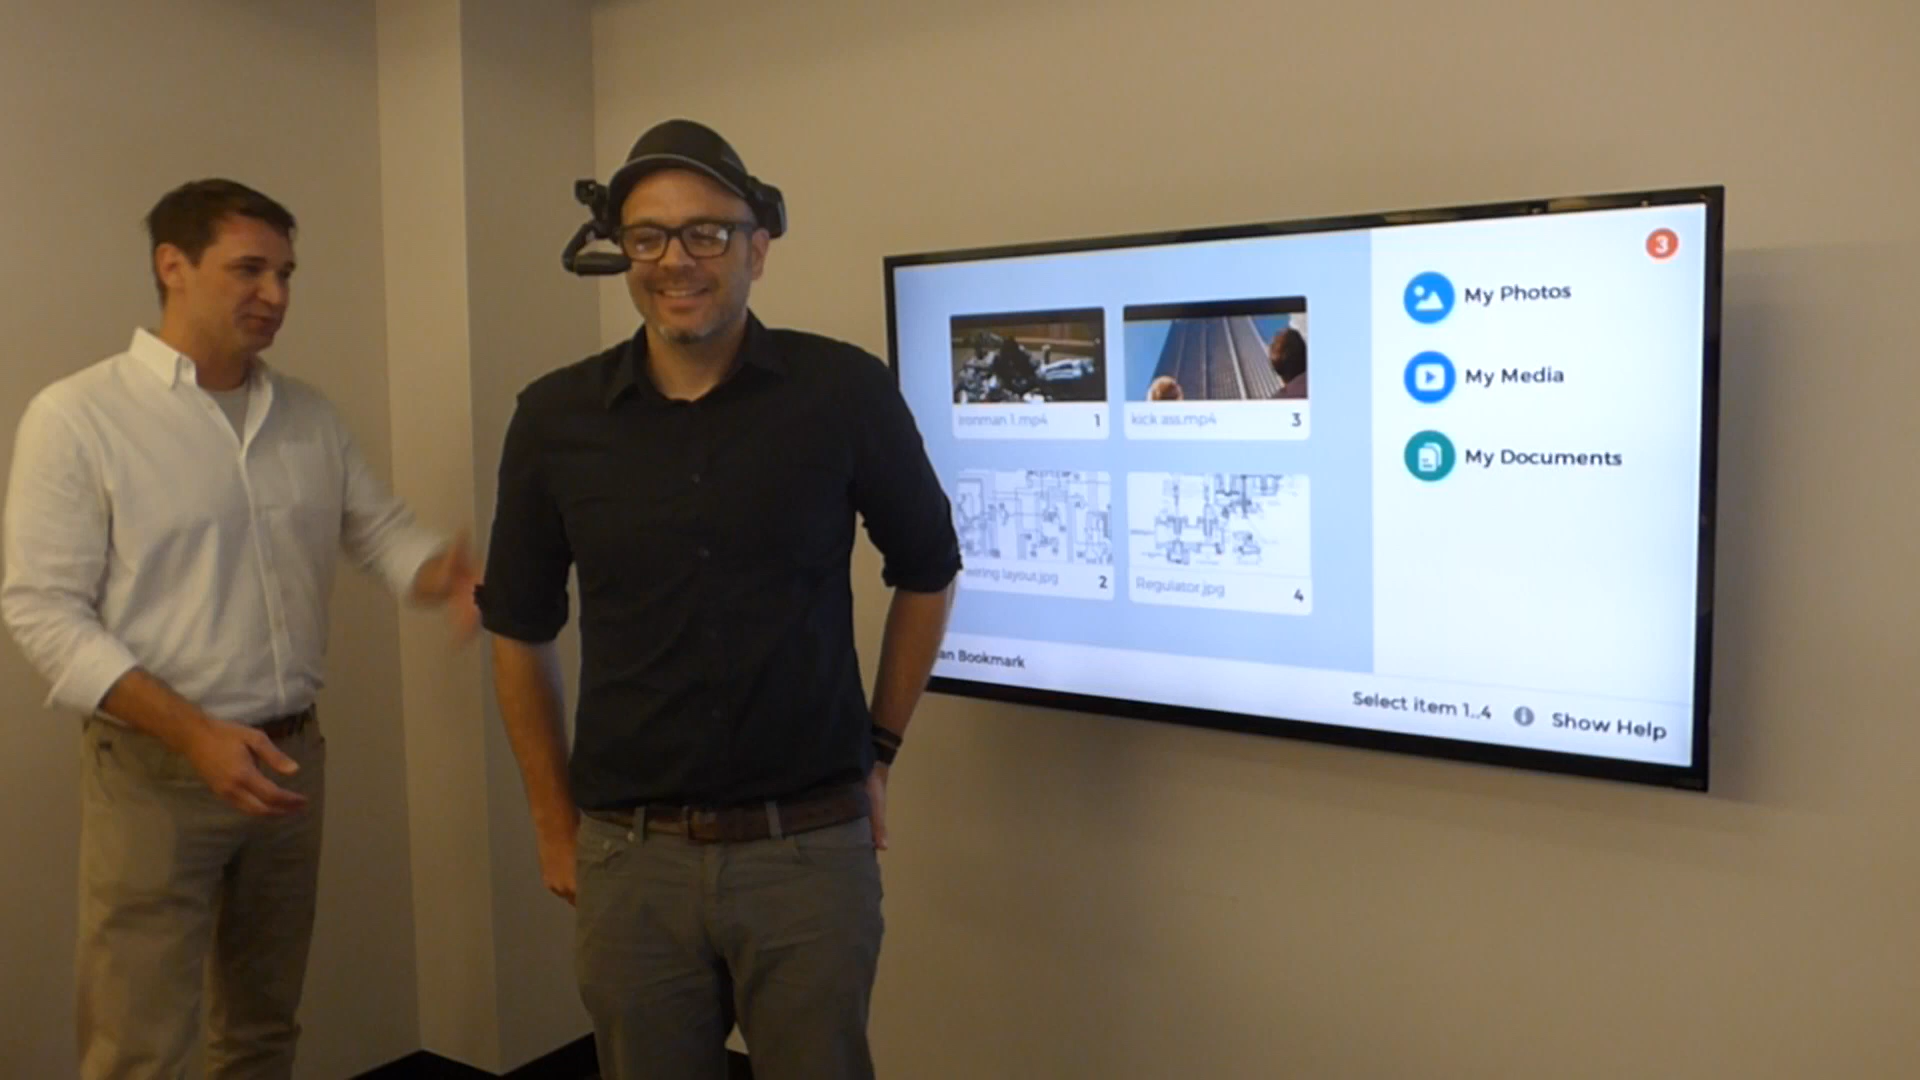 3
My Photos
My Media
My Documents
ironman 1.mp4 1
kick ass.mp4 3
wiring layout.jpg 2
Regulator.jpg 4
an Bookmark
Select item 1..4
Show Help